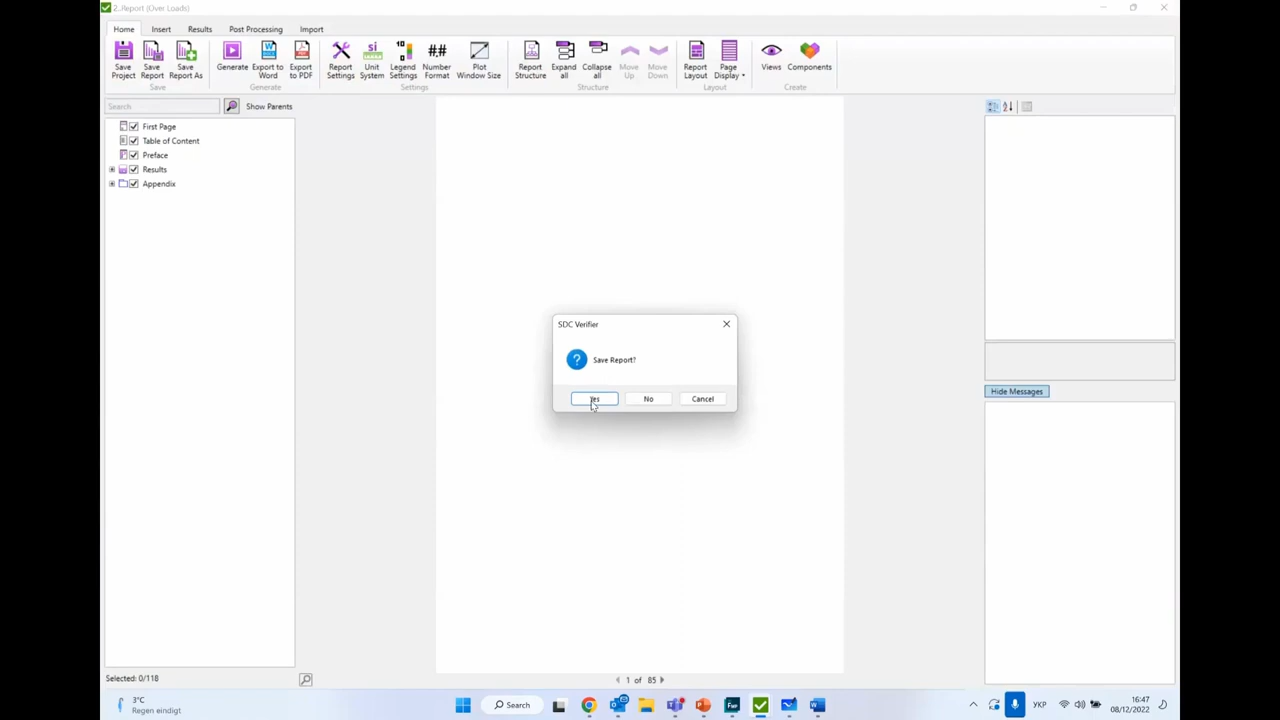 2..Report (Over Loads)
Home Insert Results Post Processing Import
Save Project
Save Report
Save Report As
Save
Generate
Export to Word
Export to PDF
Generate
Report Settings
si
Unit System
10
1
Legend Settings
#.#
Number Format
Plot Window Size
Settings
Report Structure
Expand all
Collapse all
Move Up
Move Down
Structure
Report Layout
Page Display
Layout
Views
Components
Create
Search
Show Parents
First Page
Table of Content
Preface
Results
Appendix
Selected: 0/118
SDC Verifier
Save Report?
Yes No Cancel
Hide Messages
1 of 85
3°C
Regen eindigt
Search
УКР
16:47
08/12/2022